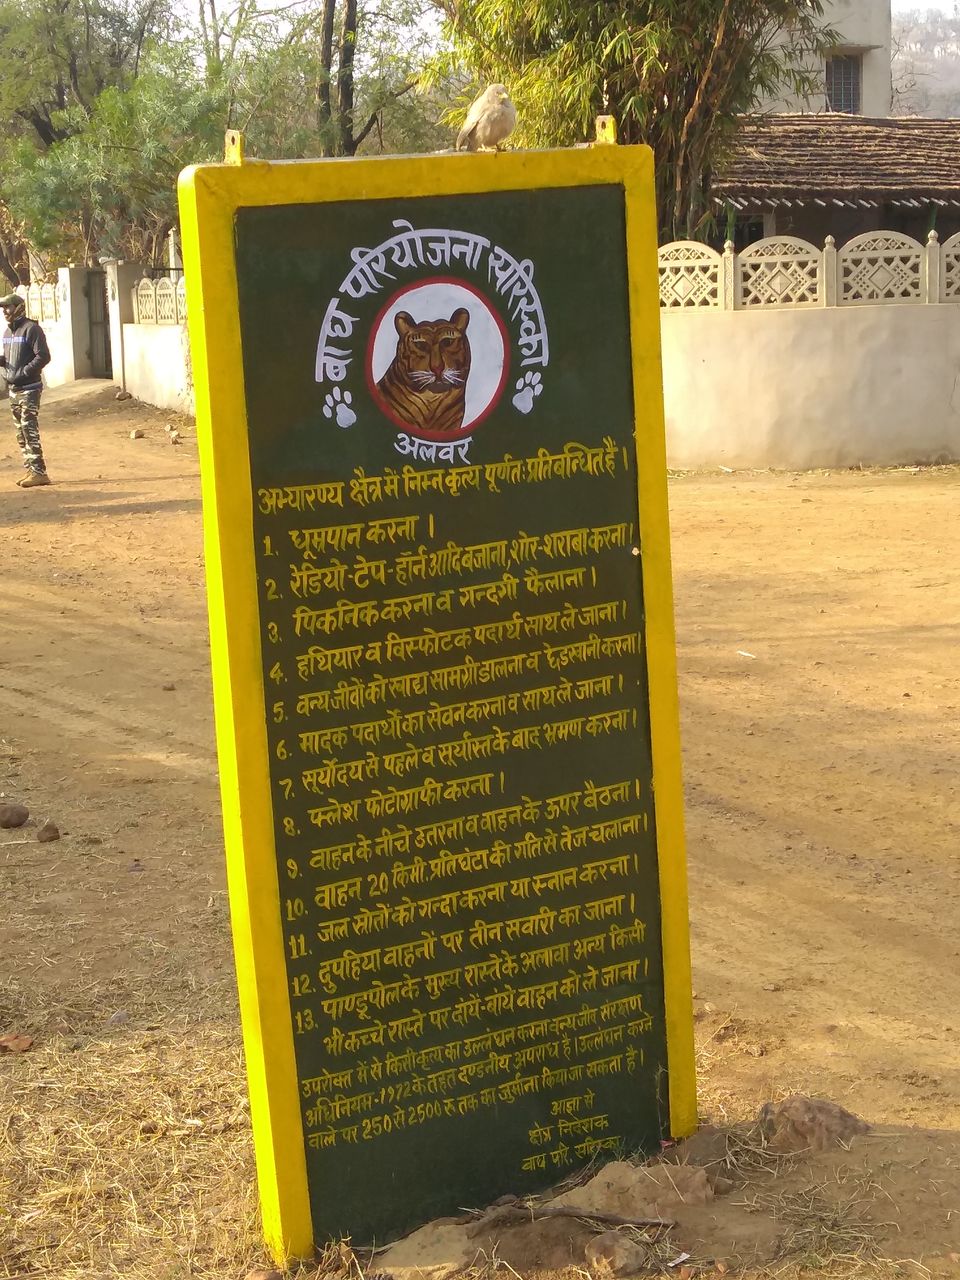 बाघ परियोजना सरिस्का
अलवर
अभ्यारण्य क्षैत्र में निम्न कृत्य पूर्णतः प्रतिबन्धित है।
1. धूम्रपान करना।
2. रेडियो-टेप-हॉर्न आदि बजाना, शोर-शराबा करना।
3. पिकनिक करना व गन्दगी फैलाना।
4. हथियार व विस्फोटक पदार्थ साथ ले जाना।
5. वन्य जीवों को खाद्य सामग्री डालना व छेडखानी करना।
6. मादक पदार्थो का सेवन करना व साथ ले जाना।
7. सूर्योदय से पहले व सूर्यास्त के बाद भ्रमण करना।
8. फ्लेश फोटोग्राफी करना।
9. वाहन के नीचे उतरना व वाहन के ऊपर बैठना।
10. वाहन 20 किमी. प्रतिघंटा की गति से तेज चलाना।
11. जल स्रोतों को गन्दा करना या स्नान करना।
12. दुपहिया वाहनों पर तीन सवारी का जाना।
13. पाण्डूपोल के मुख्य रास्ते के अलावा अन्य किसी
भी कच्चे रास्ते पर दांयें-बांये वाहन को ले जाना।
उपरोक्त में से किसी कृत्य का उल्लंघन करना वन्य जीव संरक्षण
अधिनियम-1972 के तहत दण्डनीय अपराध है। उल्लंघन करने
वाले पर 250 से 2500 रू तक का जुर्माना किया जा सकता है।
आज्ञा से
क्षेत्र निदेशक
बाघ परि. सरिस्का